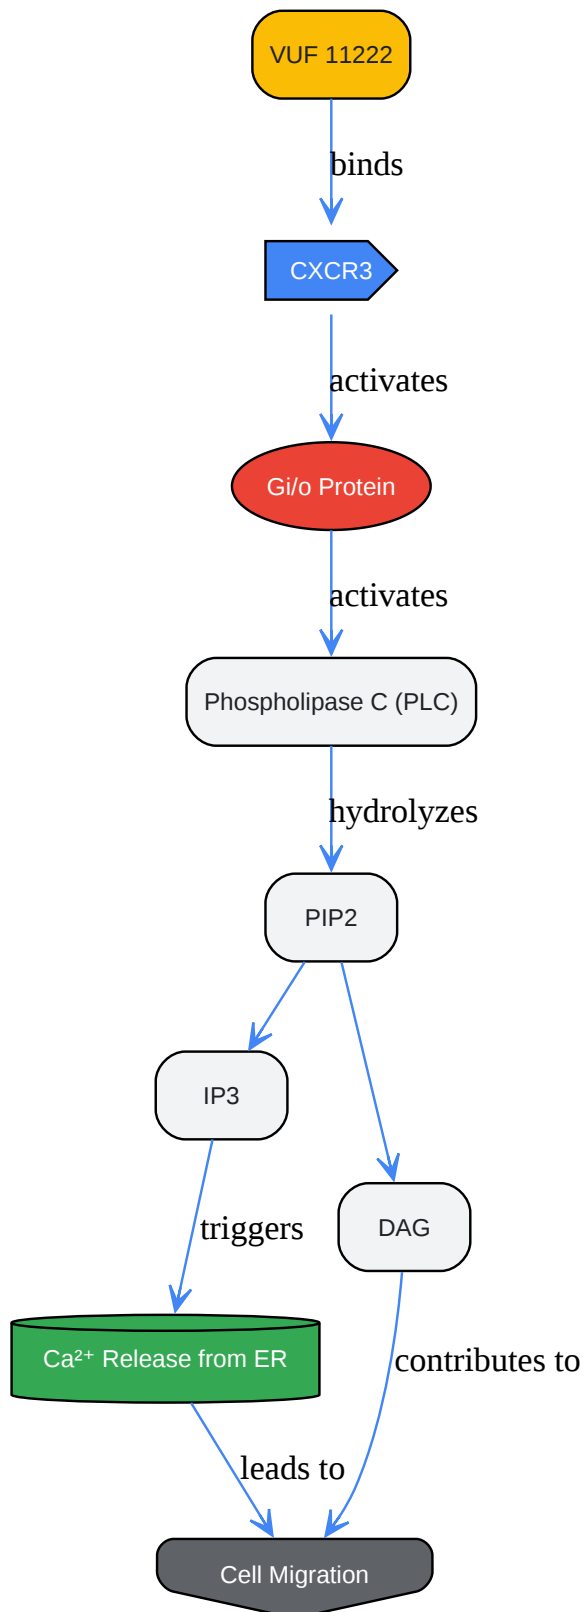 VUF 11222
binds
CXCR3
activates
Gi/o Protein
activates
Phospholipase C (PLC)
hydrolyzes
PIP2
IP3
triggers
DAG
Ca²⁺ Release from ER
contributes to
leads to
Cell Migration